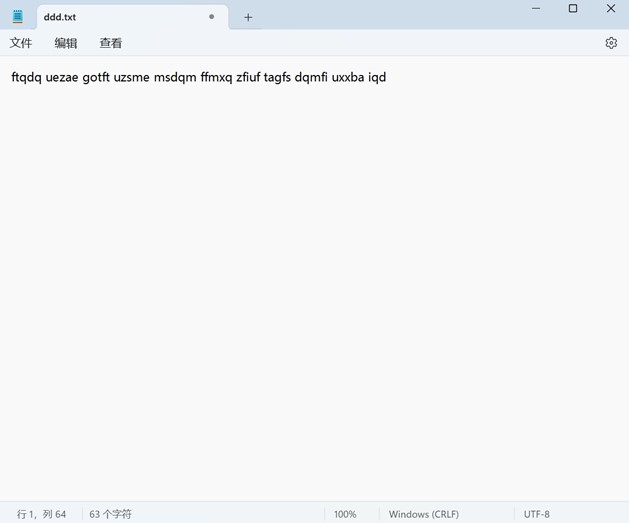 ddd.txt
文件 编辑 查看
ftqdq uezae gotft uzsme msdqm ffmxq zfiuf tagfs dqmfi uxxba iqd
行 1，列 64 63 个字符 100% Windows (CRLF) UTF-8